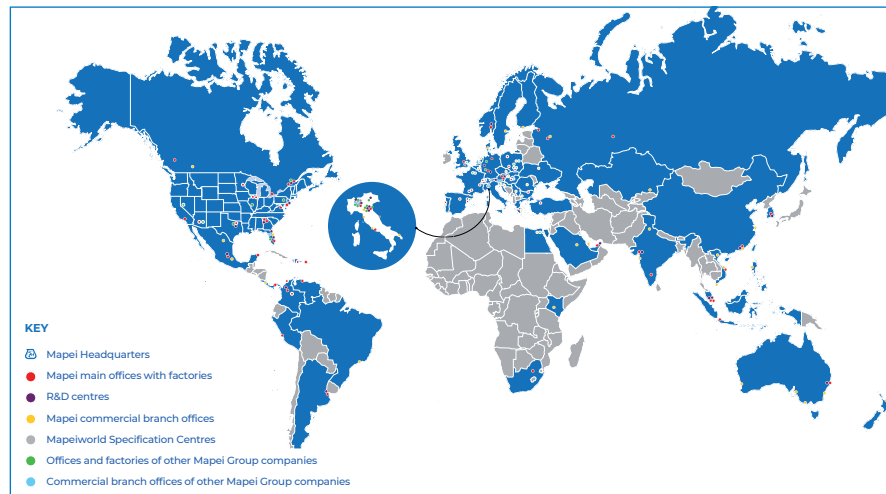 KEY
Mapei Headquarters
Mapei main offices with factories
R&D centres
Mapei commercial branch offices
Mapeiworld Specification Centres
Offices and factories of other Mapei Group companies
Commercial branch offices of other Mapei Group companies